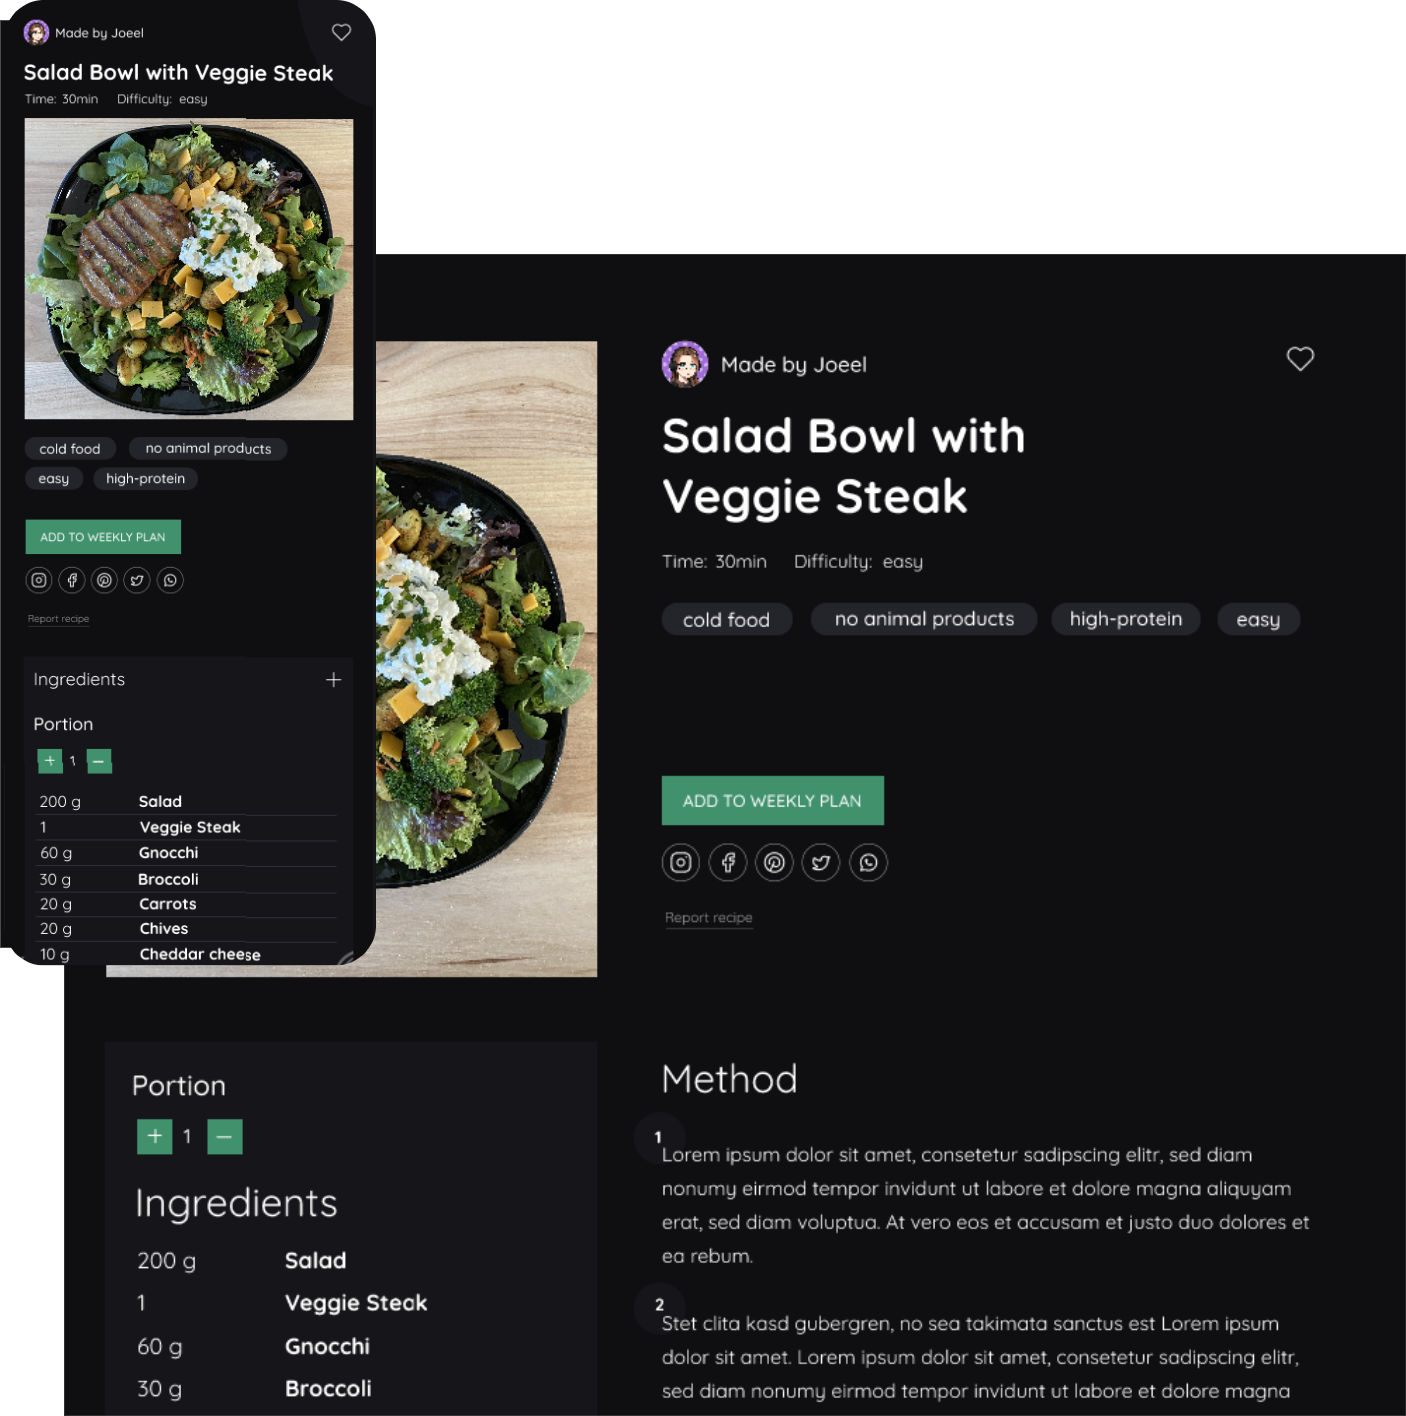 Made by Joeel
Salad Bowl with Veggie Steak
Time: 30min Difficulty: easy
cold food no animal products
easy high-protein
ADD TO WEEKLY PLAN
Report recipe
Ingredients +
Portion
+ 1 −
200 g Salad
1 Veggie Steak
60 g Gnocchi
30 g Broccoli
20 g Carrots
20 g Chives
10 g Cheddar cheese
Made by Joeel
Salad Bowl with
Veggie Steak
Time: 30min Difficulty: easy
cold food no animal products high-protein easy
ADD TO WEEKLY PLAN
Report recipe
Portion
+ 1 −
Ingredients
200 g Salad
1 Veggie Steak
60 g Gnocchi
30 g Broccoli
Method
1
Lorem ipsum dolor sit amet, consetetur sadipscing elitr, sed diam
nonumy eirmod tempor invidunt ut labore et dolore magna aliquyam
erat, sed diam voluptua. At vero eos et accusam et justo duo dolores et
ea rebum.
2
Stet clita kasd gubergren, no sea takimata sanctus est Lorem ipsum
dolor sit amet. Lorem ipsum dolor sit amet, consetetur sadipscing elitr,
sed diam nonumy eirmod tempor invidunt ut labore et dolore magna